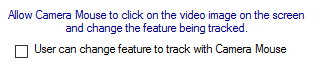 Allow Camera Mouse to click on the video image on the screen
and change the feature being tracked.
User can change feature to track with Camera Mouse